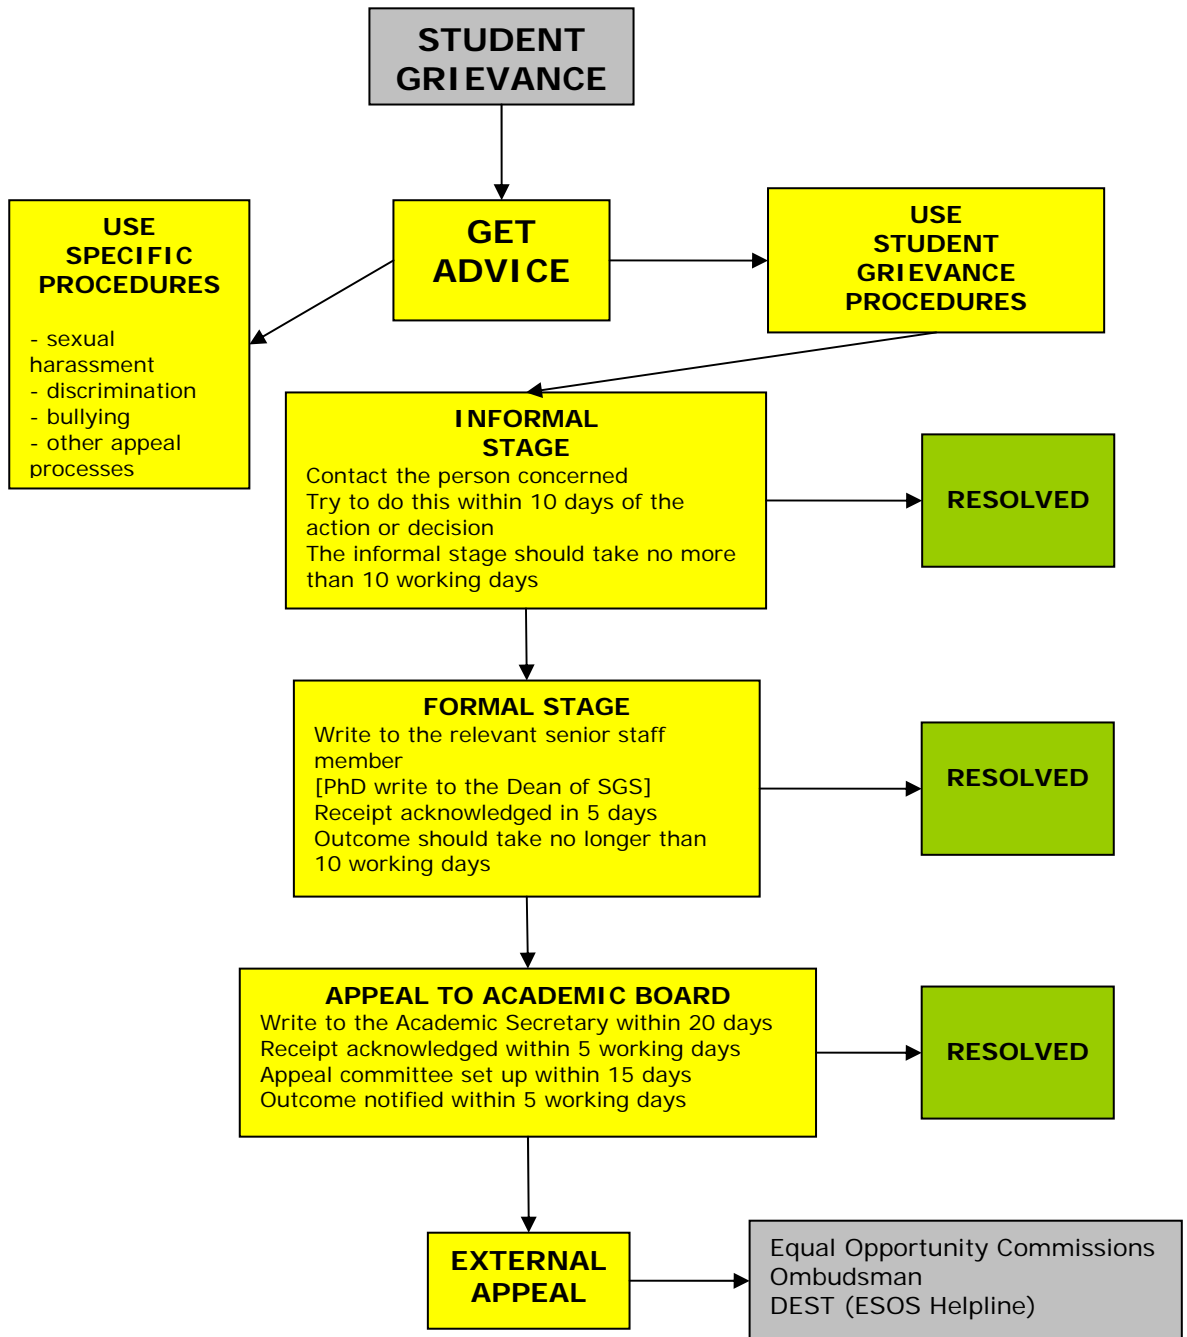 STUDENT
GRIEVANCE
USE
SPECIFIC
PROCEDURES
- sexual
harassment
- discrimination
- bullying
- other appeal
processes
GET
ADVICE
USE
STUDENT
GRIEVANCE
PROCEDURES
INFORMAL
STAGE
Contact the person concerned
Try to do this within 10 days of the
action or decision
The informal stage should take no more
than 10 working days
RESOLVED
FORMAL STAGE
Write to the relevant senior staff
member
[PhD write to the Dean of SGS]
Receipt acknowledged in 5 days
Outcome should take no longer than
10 working days
RESOLVED
APPEAL TO ACADEMIC BOARD
Write to the Academic Secretary within 20 days
Receipt acknowledged within 5 working days
Appeal committee set up within 15 days
Outcome notified within 5 working days
RESOLVED
EXTERNAL
APPEAL
Equal Opportunity Commissions
Ombudsman
DEST (ESOS Helpline)